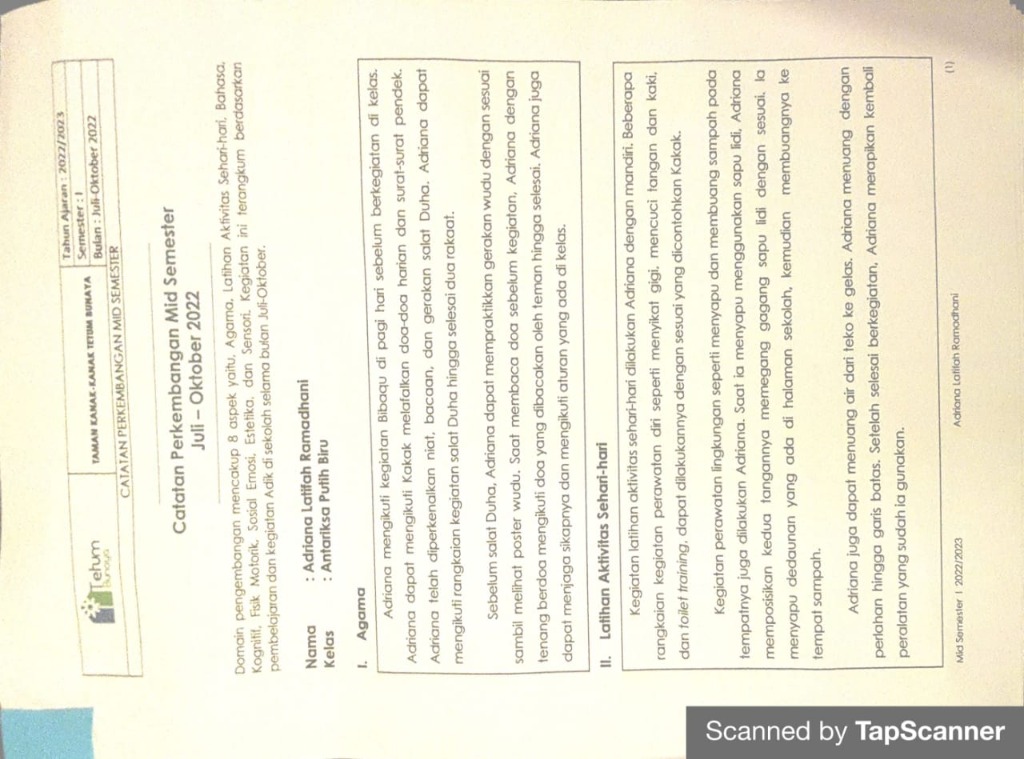 Tetum
Bunaya
TAMAN KANAK-KANAK TETUM BUNAYA
Tahun Ajaran : 2022/2023
Semester : I
Bulan : Juli-Oktober 2022
CATATAN PERKEMBANGAN MID SEMESTER
Catatan Perkembangan Mid Semester
Juli – Oktober 2022
Domain pengembangan mencakup 8 aspek yaitu, Agama, Latihan Aktivitas Sehari-hari, Bahasa,
Kognitif, Fisik Motorik, Sosial Emosi, Estetika, dan Sensori. Kegiatan ini terangkum berdasarkan
pembelajaran dan kegiatan Adik di sekolah selama bulan Juli-Oktober.
Nama : Adriana Latifah Ramadhani
Kelas : Antariksa Putih Biru
I. Agama
Adriana mengikuti kegiatan Bibaqu di pagi hari sebelum berkegiatan di kelas.
Adriana dapat mengikuti Kakak melafalkan doa-doa harian dan surat-surat pendek.
Adriana telah diperkenalkan niat, bacaan, dan gerakan salat Duha. Adriana dapat
mengikuti rangkaian kegiatan salat Duha hingga selesai dua rakaat.
Sebelum salat Duha, Adriana dapat mempraktikkan gerakan wudu dengan sesuai
sambil melihat poster wudu. Saat membaca doa sebelum kegiatan, Adriana dengan
tenang berdoa mengikuti doa yang dibacakan oleh teman hingga selesai. Adriana juga
dapat menjaga sikapnya dan mengikuti aturan yang ada di kelas.
II. Latihan Aktivitas Sehari-hari
Kegiatan latihan aktivitas sehari-hari dilakukan Adriana dengan mandiri. Beberapa
rangkaian kegiatan perawatan diri seperti menyikat gigi, mencuci tangan dan kaki,
dan toilet training, dapat dilakukannya dengan sesuai yang dicontohkan Kakak.
Kegiatan perawatan lingkungan seperti menyapu dan membuang sampah pada
tempatnya juga dilakukan Adriana. Saat ia menyapu menggunakan sapu lidi, Adriana
memposisikan kedua tangannya memegang gagang sapu lidi dengan sesuai. Ia
menyapu dedaunan yang ada di halaman sekolah, kemudian membuangnya ke
tempat sampah.
Adriana juga dapat menuang air dari teko ke gelas. Adriana menuang dengan
perlahan hingga garis batas. Setelah selesai berkegiatan, Adriana merapikan kembali
peralatan yang sudah ia gunakan.
Mid Semester I 2022/2023
Adriana Latifah Ramadhani
(1)
Scanned by TapScanner